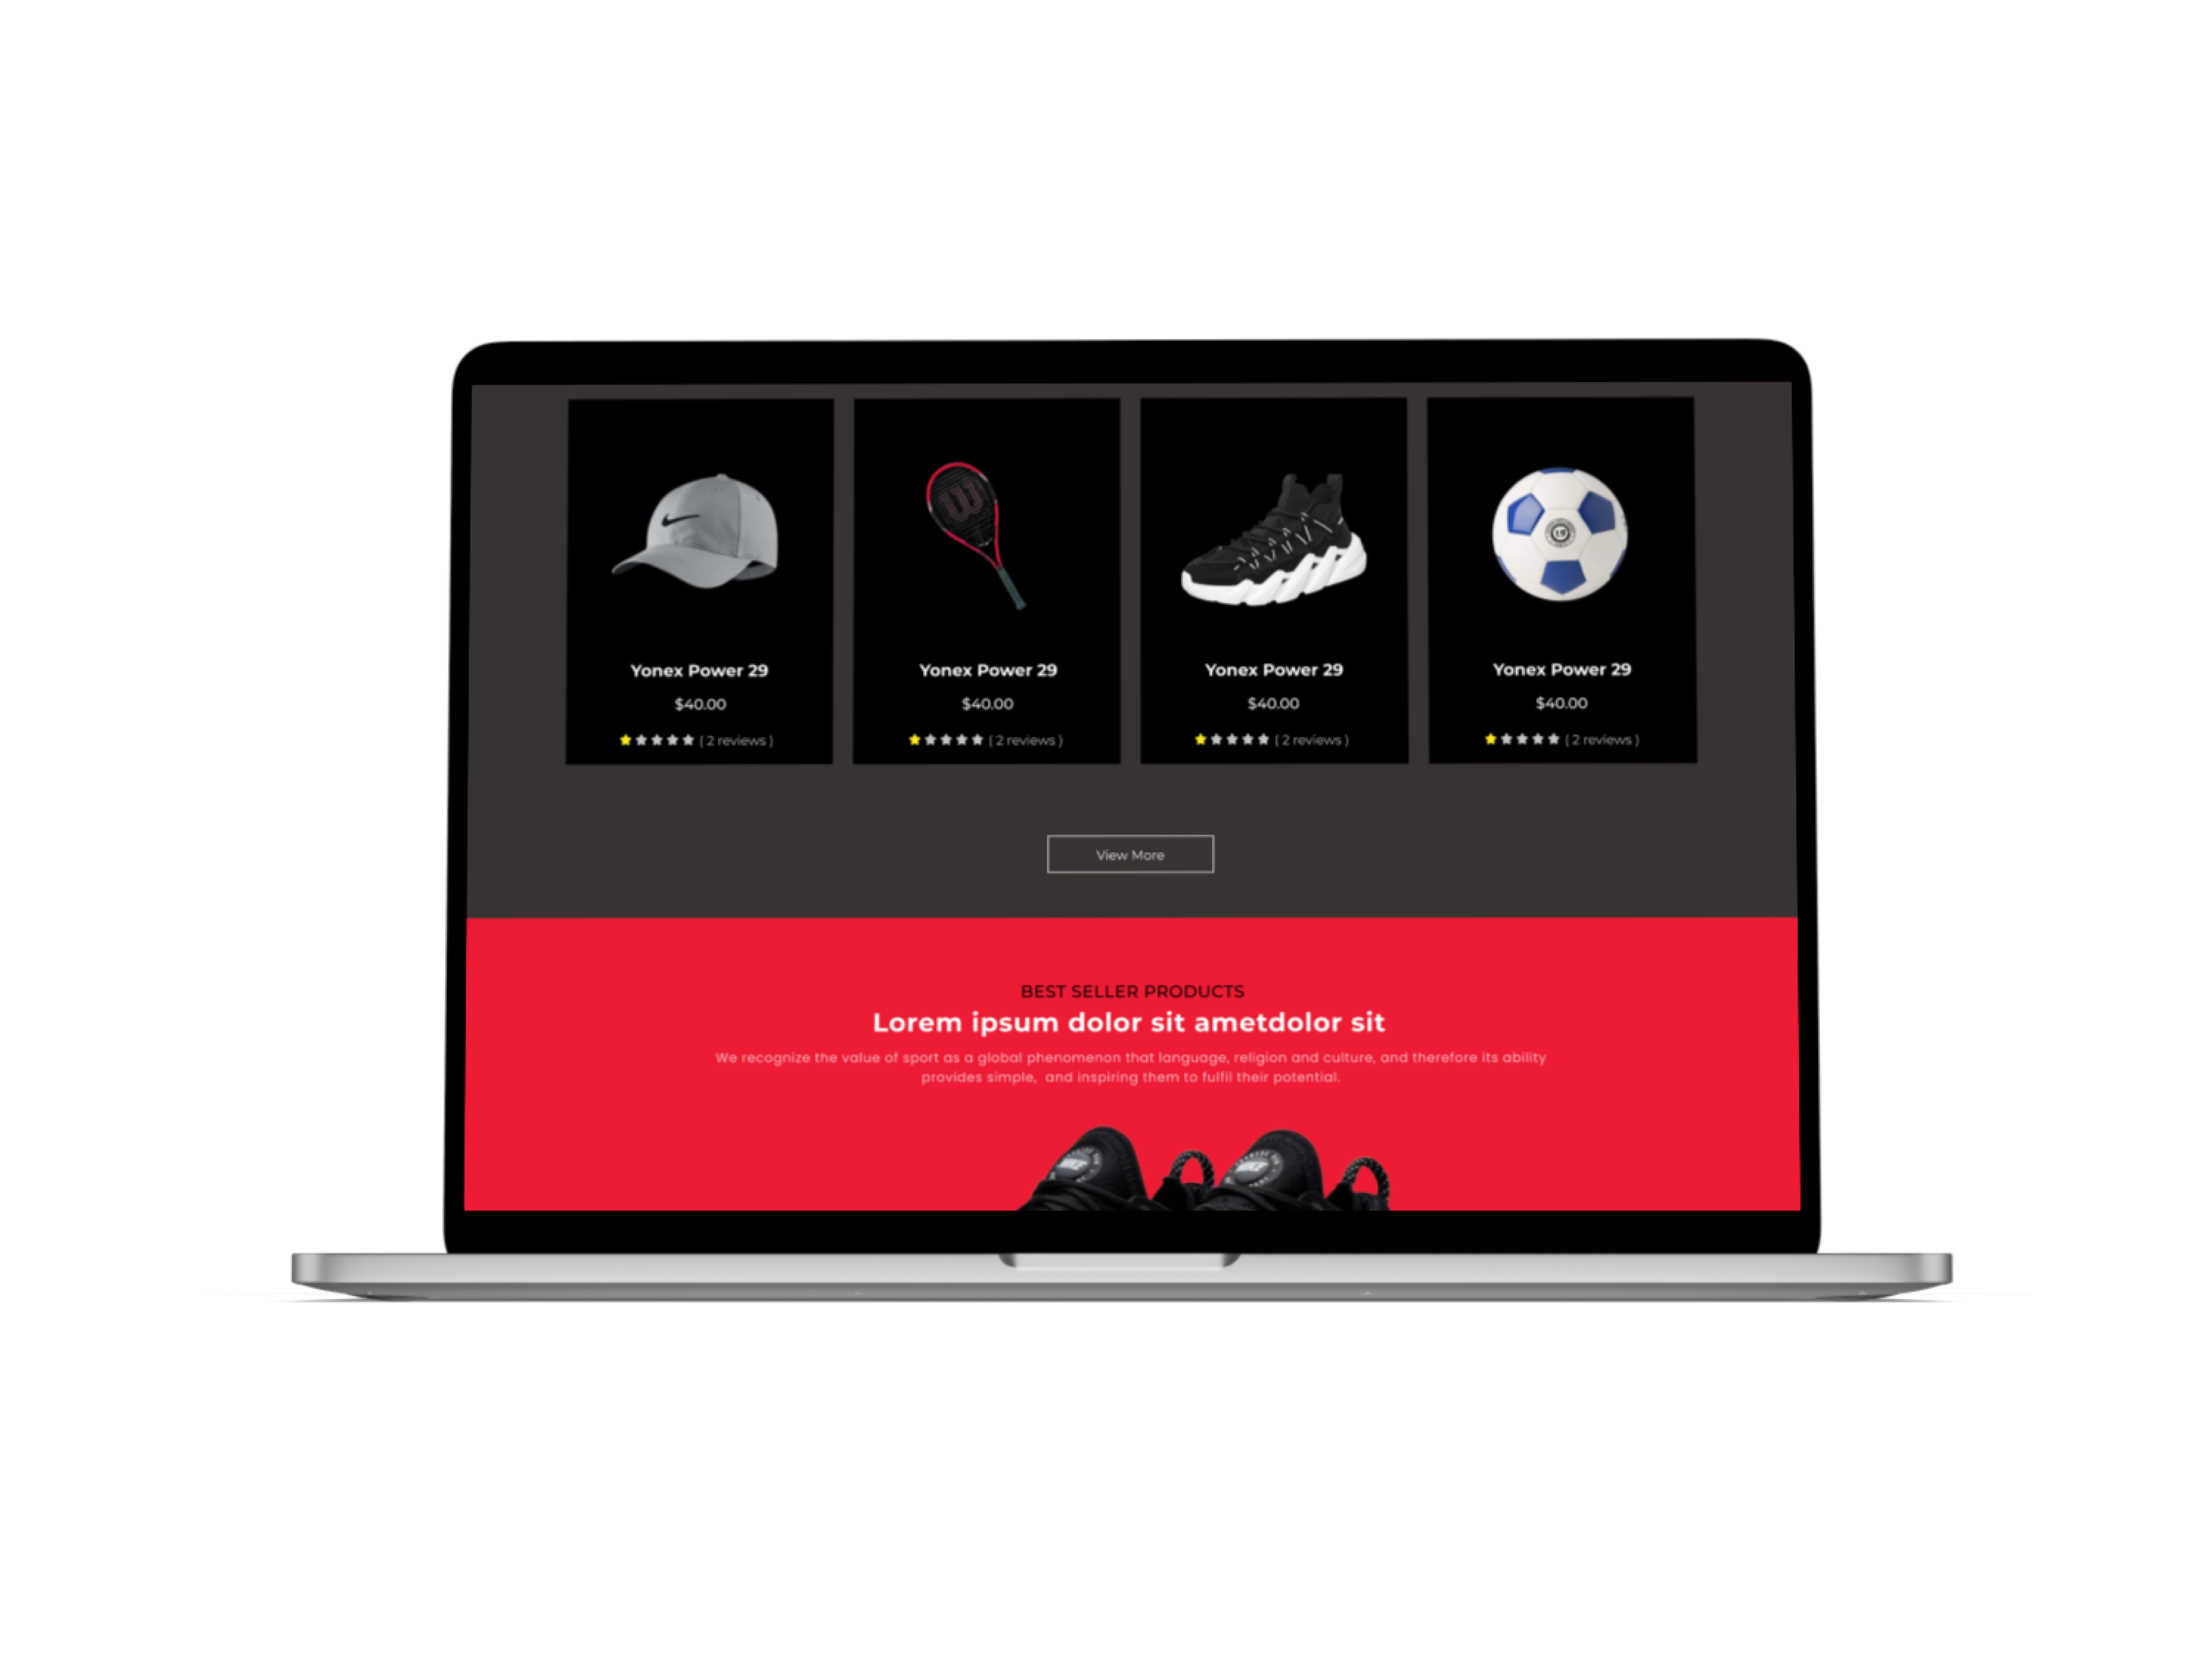 Yonex Power 29
$40.00
( 2 reviews )
Yonex Power 29
$40.00
( 2 reviews )
Yonex Power 29
$40.00
( 2 reviews )
Yonex Power 29
$40.00
( 2 reviews )
View More
BEST SELLER PRODUCTS
Lorem ipsum dolor sit ametdolor sit
We recognize the value of sport as a global phenomenon that language, religion and culture, and therefore its ability
provides simple, and inspiring them to fulfil their potential.
NIKE
NIKE